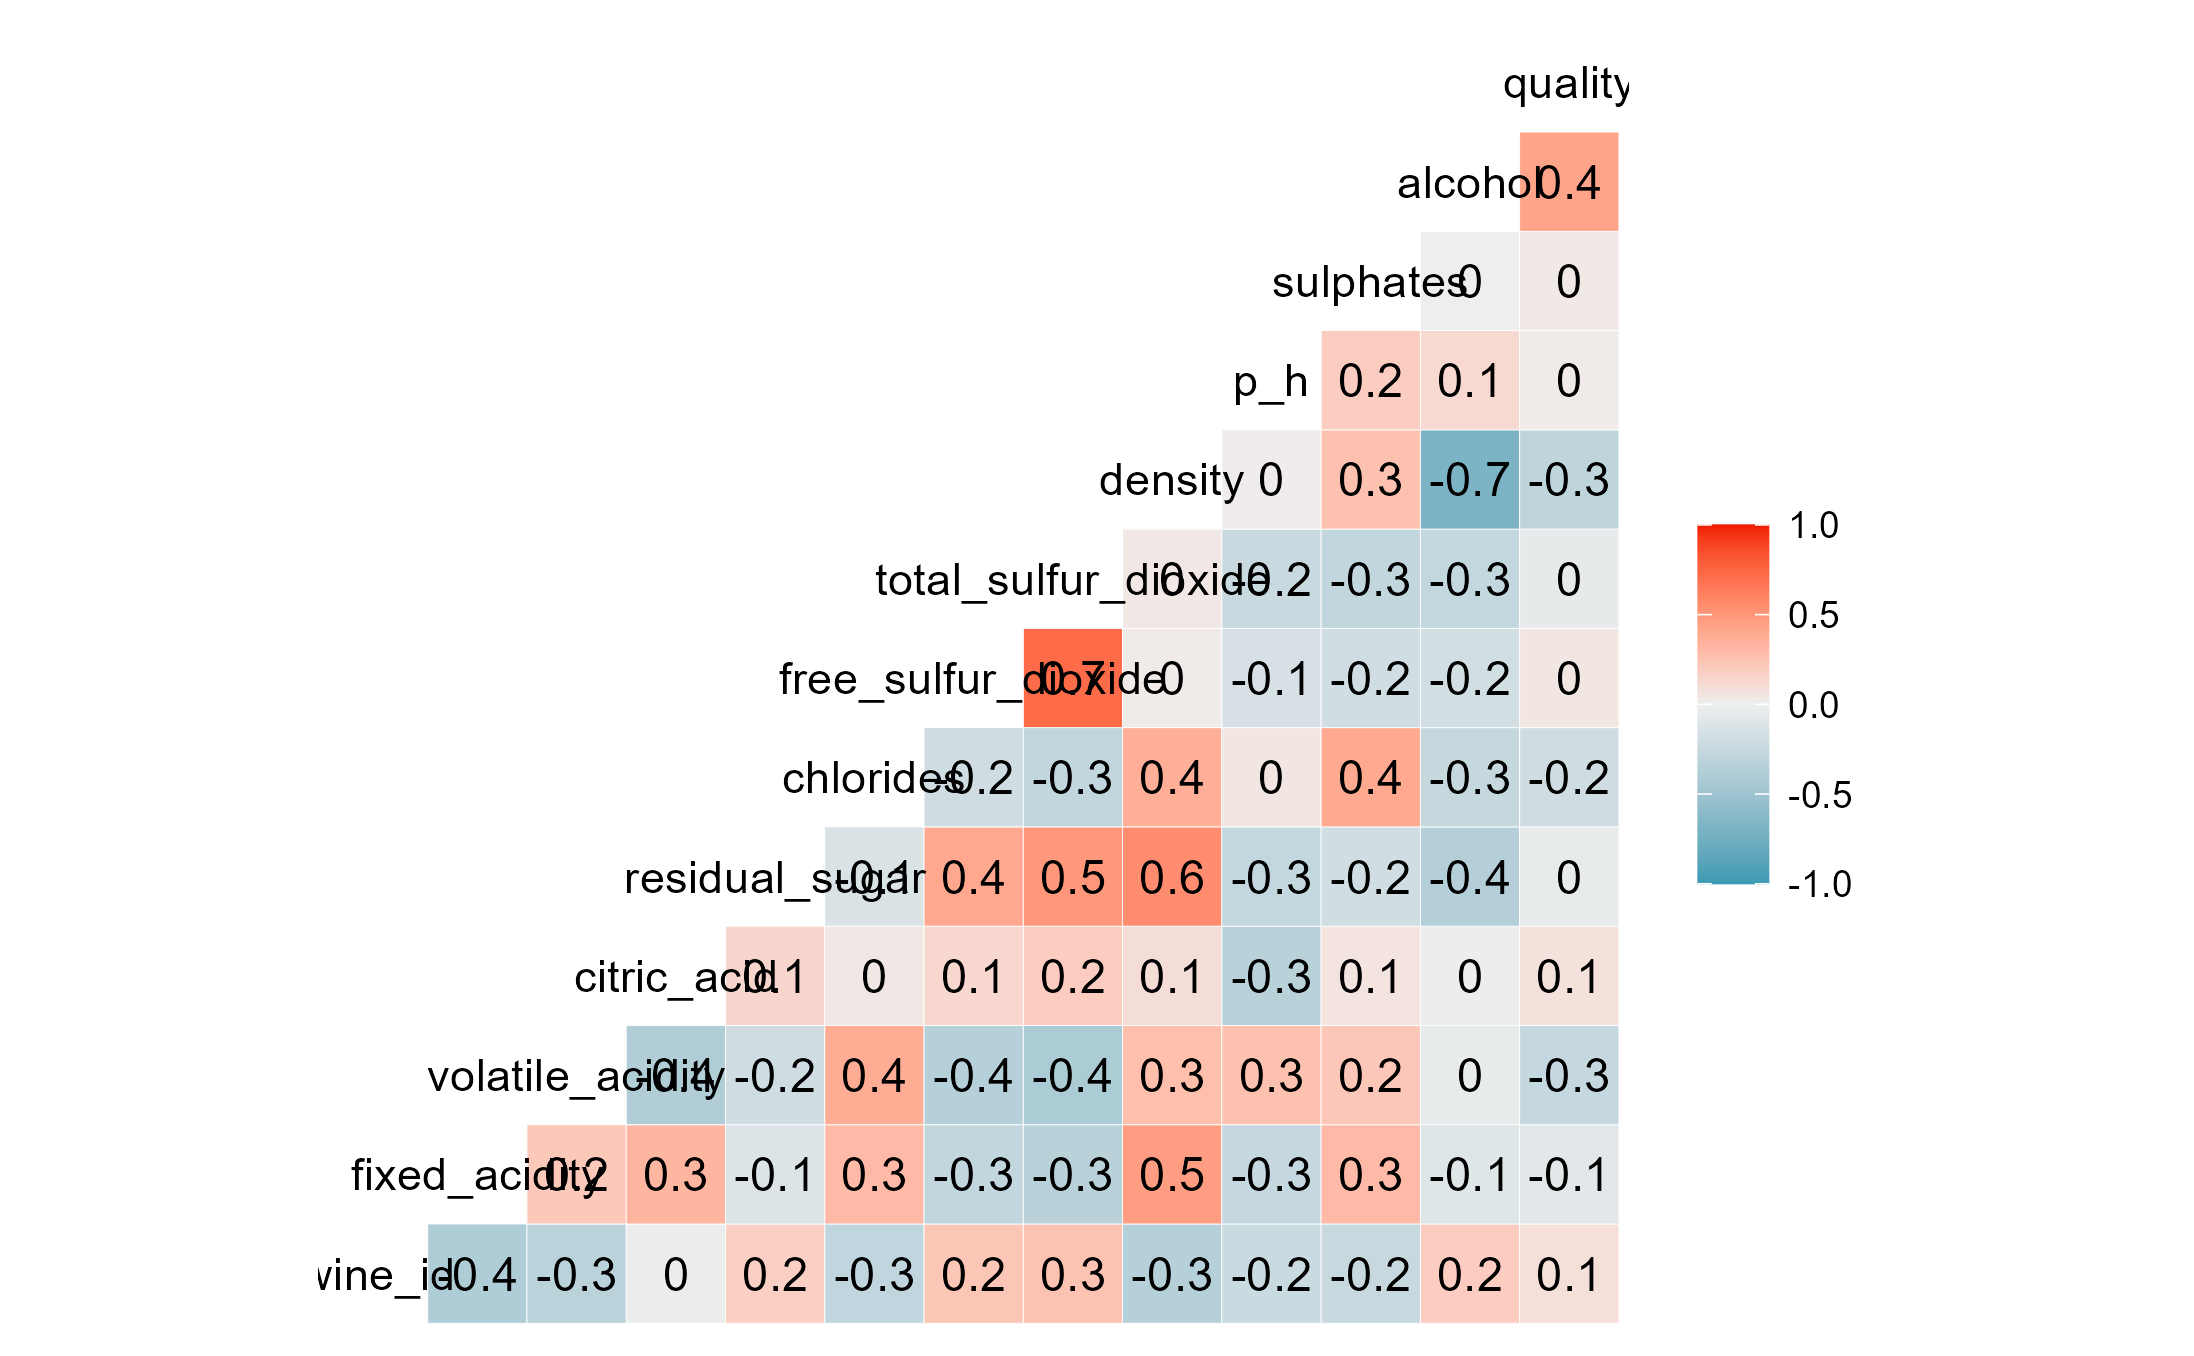 quality
alcohol 0.4
sulphates 0 0
p_h 0.2 0.1 0
density 0 0.3 -0.7 -0.3
1.0
total_sulfur_dioxide 0 -0.2 -0.3 -0.3 0
0.5
free_sulfur_dioxide 0.7 0 -0.1 -0.2 -0.2 0
0.0
chlorides -0.2 -0.3 0.4 0 0.4 -0.3 -0.2
-0.5
residual_sugar -0.1 0.4 0.5 0.6 -0.3 -0.2 -0.4 0
-1.0
citric_acid 0.1 0 0.1 0.2 0.1 -0.3 0.1 0 0.1
volatile_acidity -0.4 -0.2 0.4 -0.4 -0.4 0.3 0.3 0.2 0 -0.3
fixed_acidity 0.2 0.3 -0.1 0.3 -0.3 -0.3 0.5 -0.3 0.3 -0.1 -0.1
wine_id -0.4 -0.3 0 0.2 -0.3 0.2 0.3 -0.3 -0.2 -0.2 0.2 0.1